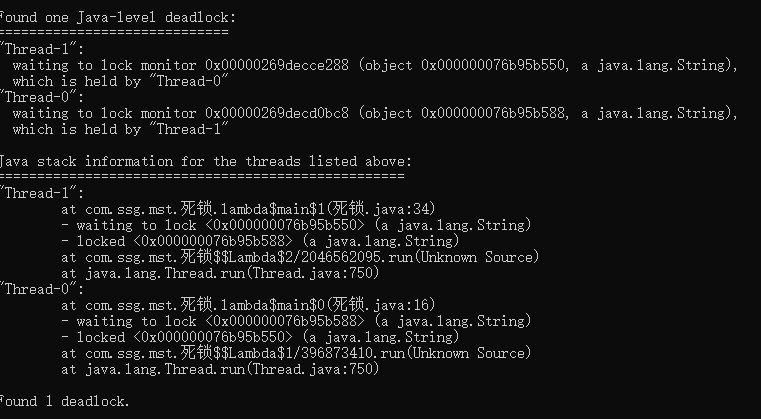 Found one Java-level deadlock:
=============================
"Thread-1":
  waiting to lock monitor 0x00000269decce288 (object 0x000000076b95b550, a java.lang.String),
  which is held by "Thread-0"
"Thread-0":
  waiting to lock monitor 0x00000269decd0bc8 (object 0x000000076b95b588, a java.lang.String),
  which is held by "Thread-1"
Java stack information for the threads listed above:
===================================================
"Thread-1":
        at com.ssg.mst.死锁.lambda$main$1(死锁.java:34)
        - waiting to lock <0x000000076b95b550> (a java.lang.String)
        - locked <0x000000076b95b588> (a java.lang.String)
        at com.ssg.mst.死锁$$Lambda$2/2046562095.run(Unknown Source)
        at java.lang.Thread.run(Thread.java:750)
"Thread-0":
        at com.ssg.mst.死锁.lambda$main$0(死锁.java:16)
        - waiting to lock <0x000000076b95b588> (a java.lang.String)
        - locked <0x000000076b95b550> (a java.lang.String)
        at com.ssg.mst.死锁$$Lambda$1/396873410.run(Unknown Source)
        at java.lang.Thread.run(Thread.java:750)
Found 1 deadlock.